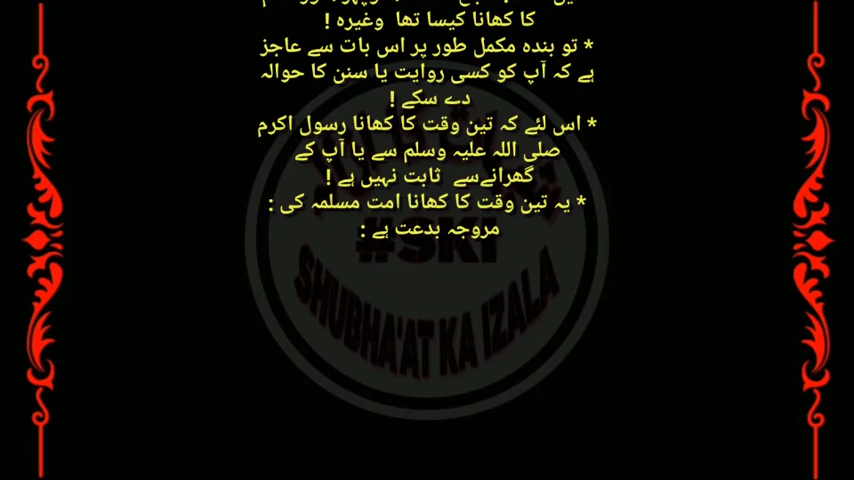 کا کھانا کیسا تھا وغیرہ !
* تو بندہ مکمل طور پر اس بات سے عاجز
ہے کہ آپ کو کسی روایت یا سنن کا حوالہ
دے سکے !
* اس لئے کہ تین وقت کا کھانا رسول اکرم
صلی اللہ علیہ وسلم سے یا آپ کے
گھرانےسے ثابت نہیں ہے !
* یہ تین وقت کا کھانا امت مسلمہ کی :
مروجہ بدعت ہے :
#SKI
SHUBHA'AT KA IZALA